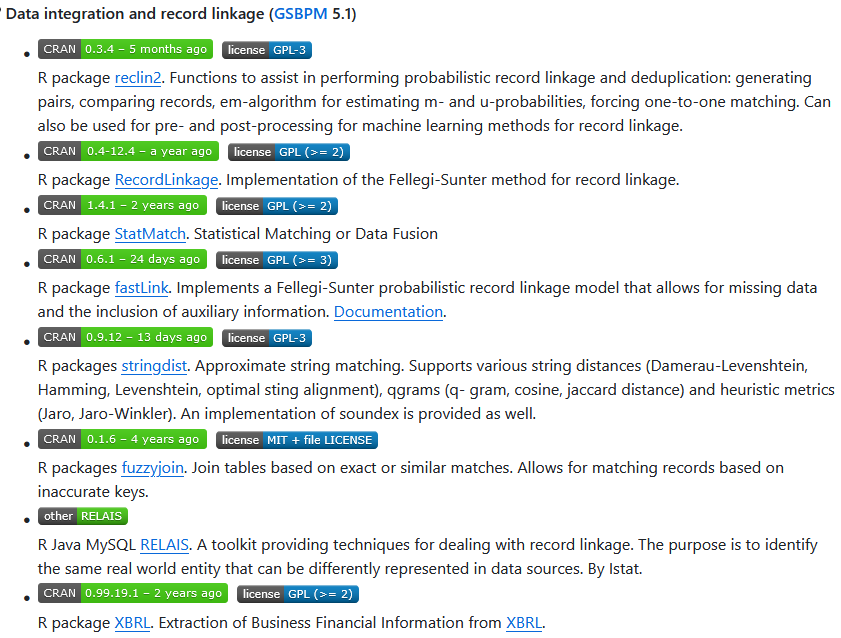 Data integration and record linkage (GSBPM 5.1)
CRAN 0.3.4 – 5 months ago license GPL-3
R package reclin2. Functions to assist in performing probabilistic record linkage and deduplication: generating
pairs, comparing records, em-algorithm for estimating m- and u-probabilities, forcing one-to-one matching. Can
also be used for pre- and post-processing for machine learning methods for record linkage.
CRAN 0.4-12.4 – a year ago license GPL (>= 2)
R package RecordLinkage. Implementation of the Fellegi-Sunter method for record linkage.
CRAN 1.4.1 – 2 years ago license GPL (>= 2)
R package StatMatch. Statistical Matching or Data Fusion
CRAN 0.6.1 – 24 days ago license GPL (>= 3)
R package fastLink. Implements a Fellegi-Sunter probabilistic record linkage model that allows for missing data
and the inclusion of auxiliary information. Documentation.
CRAN 0.9.12 – 13 days ago license GPL-3
R packages stringdist. Approximate string matching. Supports various string distances (Damerau-Levenshtein,
Hamming, Levenshtein, optimal sting alignment), qgrams (q- gram, cosine, jaccard distance) and heuristic metrics
(Jaro, Jaro-Winkler). An implementation of soundex is provided as well.
CRAN 0.1.6 – 4 years ago license MIT + file LICENSE
R packages fuzzyjoin. Join tables based on exact or similar matches. Allows for matching records based on
inaccurate keys.
other RELAIS
R Java MySQL RELAIS. A toolkit providing techniques for dealing with record linkage. The purpose is to identify
the same real world entity that can be differently represented in data sources. By Istat.
CRAN 0.99.19.1 – 2 years ago license GPL (>= 2)
R package XBRL. Extraction of Business Financial Information from XBRL.